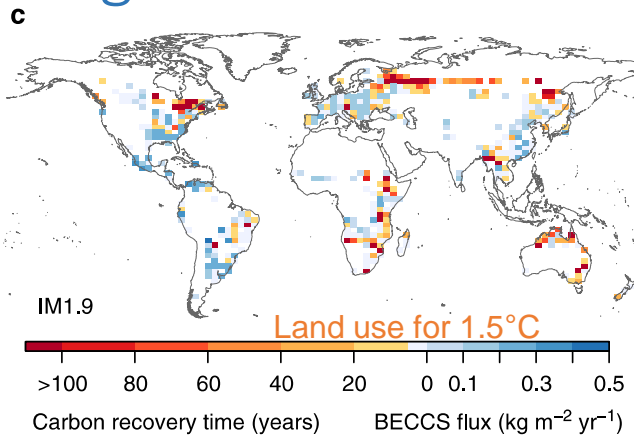 c
IM1.9
Land use for 1.5°C
>100 80 60 40 20 0 0.1 0.3 0.5
Carbon recovery time (years) BECCS flux (kg m⁻² yr⁻¹)